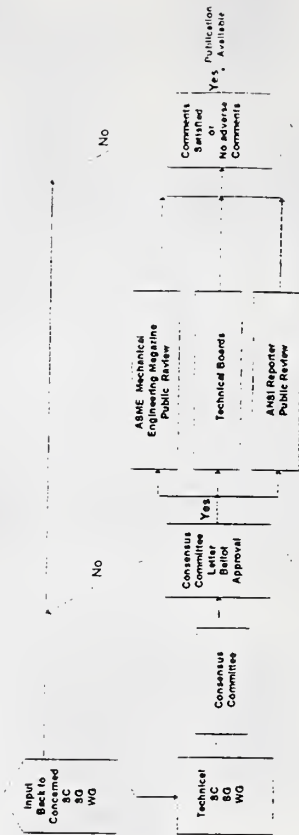 Input
Back to
Concerned
SC
SG
WG
Technical
SC
SG
WG
Consensus
Committee
No
Consensus
Committee
Letter
Ballot
Approval
Yes
ASME Mechanical
Engineering Magazine
Public Review
Technical Boards
ANSI Reporter
Public Review
No
Comments
Satisfied
or
No adverse
Comments
Yes
Publication
Available